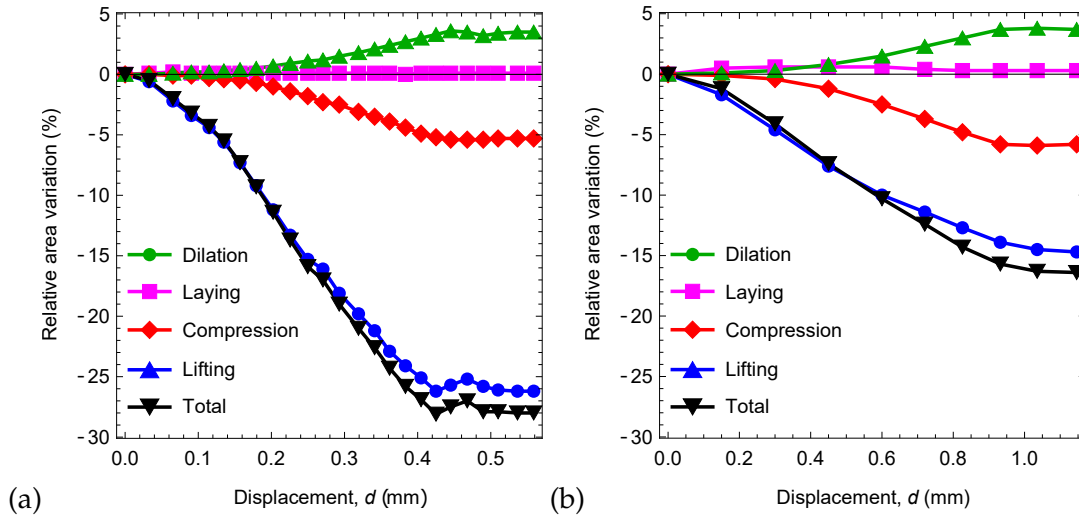 5
0
-5
-10
-15
-20
-25
-30
Relative area variation (%)
Dilation
Laying
Compression
Lifting
Total
0.0 0.1 0.2 0.3 0.4 0.5
Displacement, d (mm)
(a)
5
0
-5
-10
-15
-20
-25
-30
Relative area variation (%)
Dilation
Laying
Compression
Lifting
Total
0.0 0.2 0.4 0.6 0.8 1.0
Displacement, d (mm)
(b)